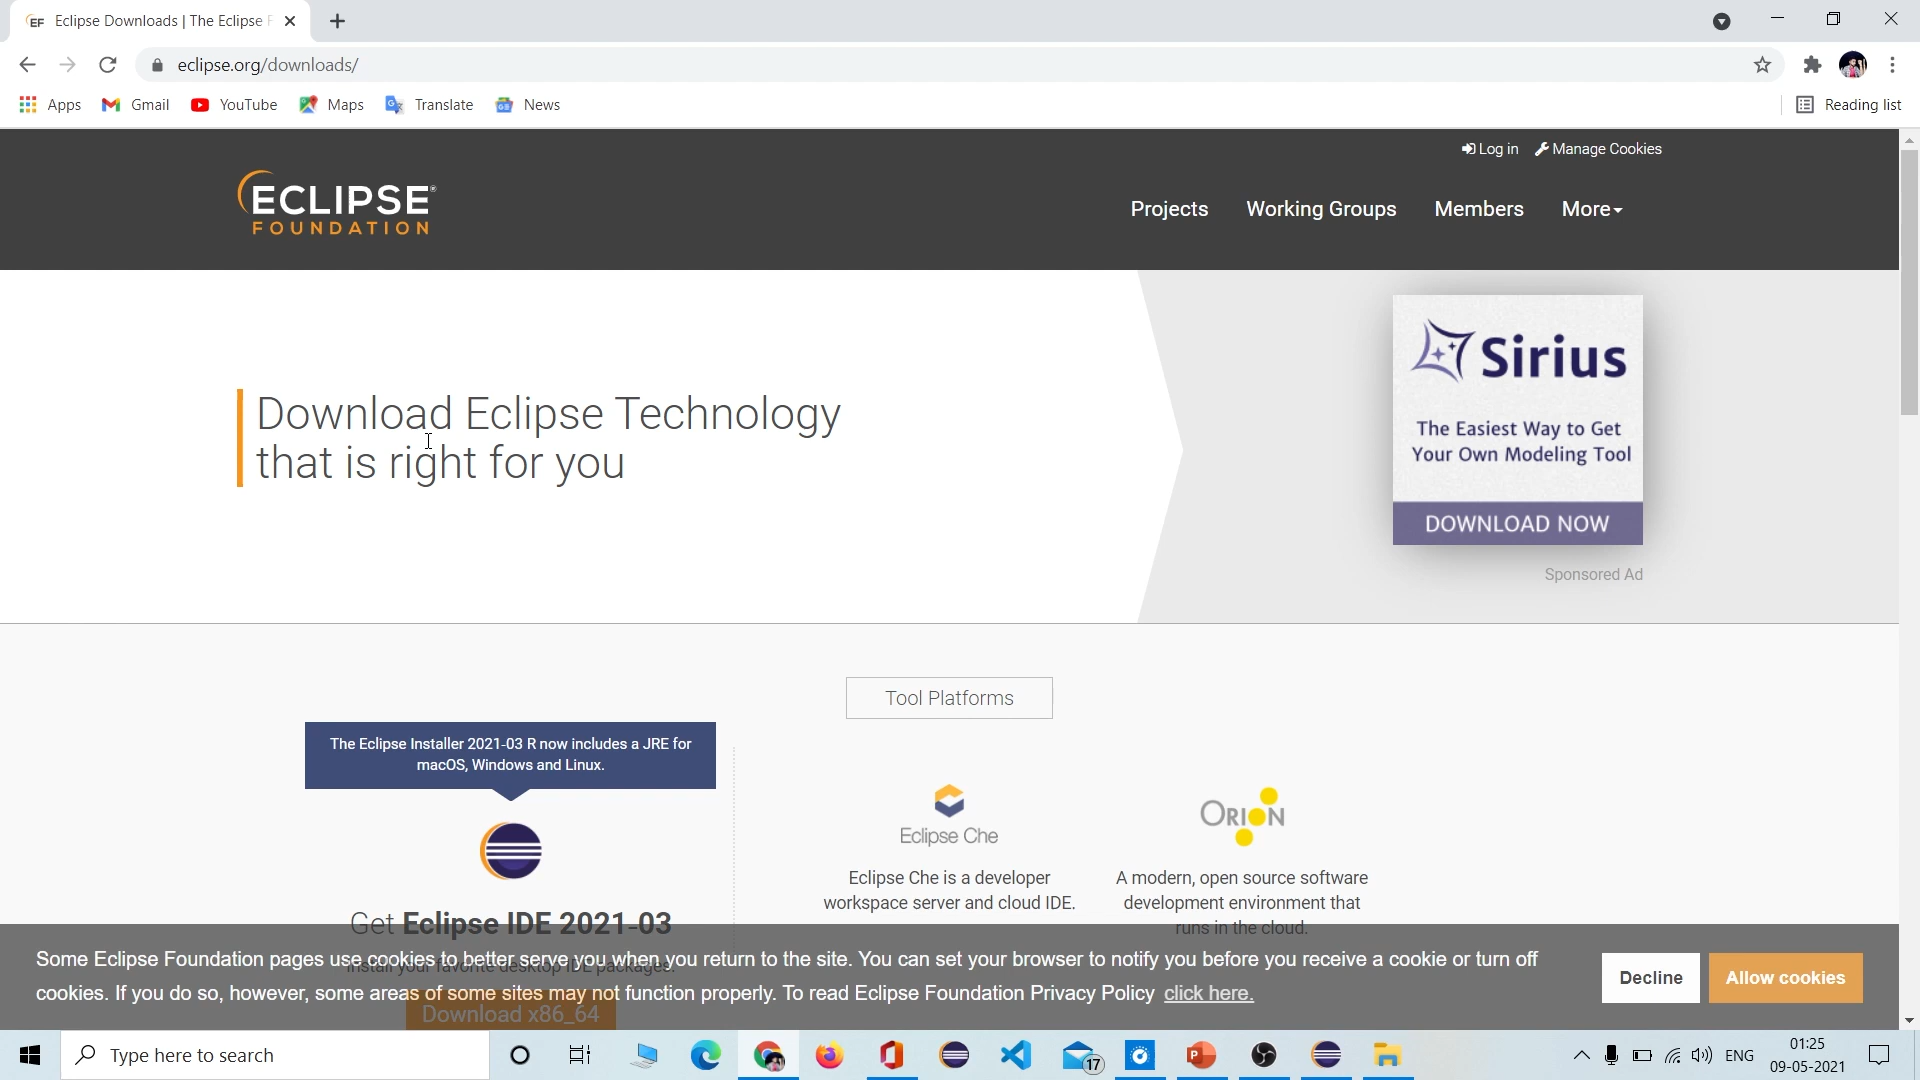 EF Eclipse Downloads | The Eclipse F
eclipse.org/downloads/
Apps Gmail YouTube Maps Translate News Reading list
Log in Manage Cookies
ECLIPSE
FOUNDATION
Projects Working Groups Members More
Download Eclipse Technology
that is right for you
Sirius
The Easiest Way to Get
Your Own Modeling Tool
DOWNLOAD NOW
Sponsored Ad
Tool Platforms
The Eclipse Installer 2021-03 R now includes a JRE for
macOS, Windows and Linux.
Get Eclipse IDE 2021-03
Install your favorite desktop IDE packages.
Download x86_64
Eclipse Che
Eclipse Che is a developer
workspace server and cloud IDE.
ORION
A modern, open source software
development environment that
runs in the cloud.
Some Eclipse Foundation pages use cookies to better serve you when you return to the site. You can set your browser to notify you before you receive a cookie or turn off
cookies. If you do so, however, some areas of some sites may not function properly. To read Eclipse Foundation Privacy Policy click here.
Decline
Allow cookies
Type here to search
17
ENG
01:25
09-05-2021